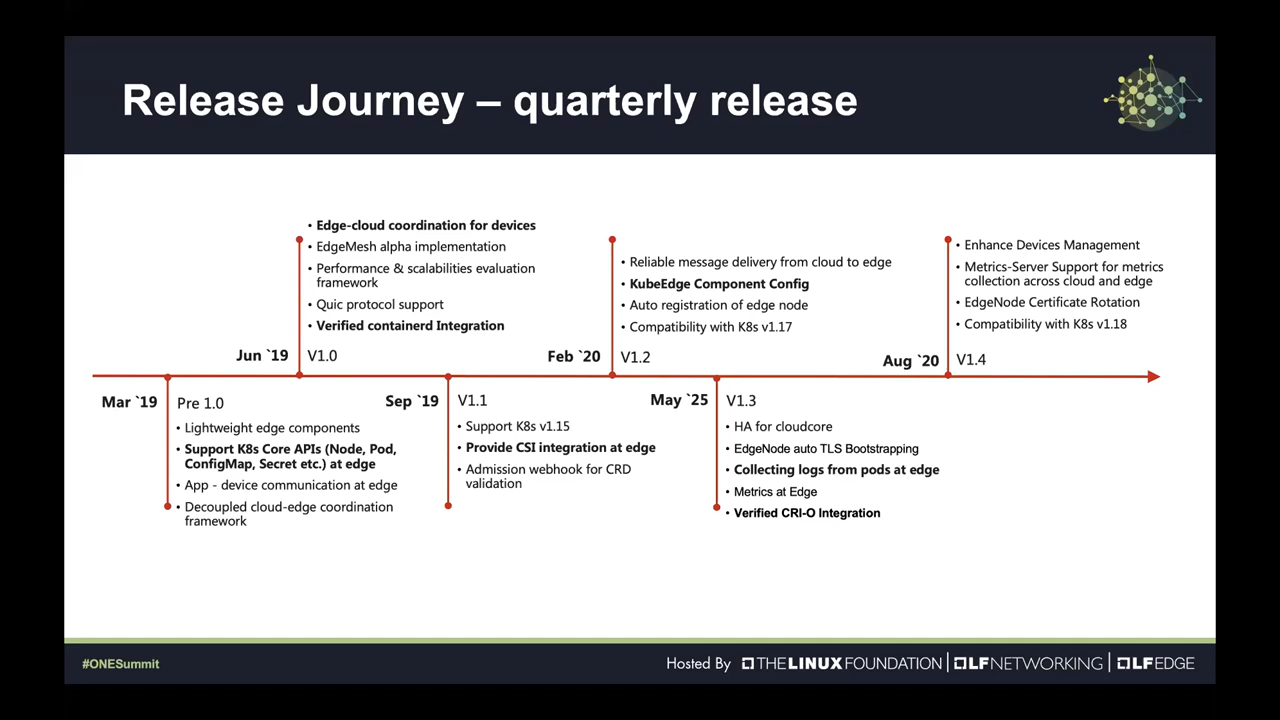 Release Journey – quarterly release
• Edge-cloud coordination for devices
• EdgeMesh alpha implementation
• Performance & scalabilities evaluation
framework
• Quic protocol support
• Verified containerd Integration
Jun `19 V1.0
• Reliable message delivery from cloud to edge
• KubeEdge Component Config
• Auto registration of edge node
• Compatibility with K8s v1.17
Feb `20 V1.2
• Enhance Devices Management
• Metrics-Server Support for metrics
collection across cloud and edge
• EdgeNode Certificate Rotation
• Compatibility with K8s v1.18
Aug `20 V1.4
Mar `19 Pre 1.0
• Lightweight edge components
• Support K8s Core APIs (Node, Pod,
ConfigMap, Secret etc.) at edge
• App - device communication at edge
• Decoupled cloud-edge coordination
framework
Sep `19 V1.1
• Support K8s v1.15
• Provide CSI integration at edge
• Admission webhook for CRD
validation
May `25 V1.3
• HA for cloudcore
• EdgeNode auto TLS Bootstrapping
• Collecting logs from pods at edge
• Metrics at Edge
• Verified CRI-O Integration
#ONESummit
Hosted By THE LINUX FOUNDATION | LF NETWORKING | LF EDGE